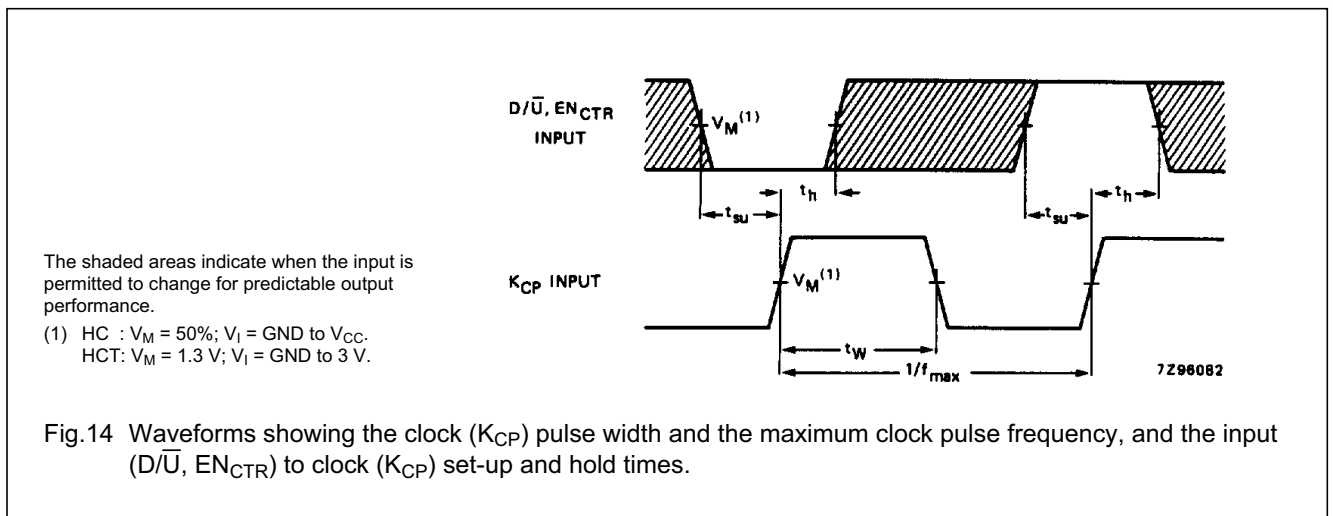 D/U̅, EN_CTR
INPUT
V_M(1)
t_h
t_su
t_su
t_h
K_CP INPUT
V_M(1)
t_W
1/f_max
7Z96082
The shaded areas indicate when the input is
permitted to change for predictable output
performance.
(1) HC : V_M = 50%; V_I = GND to V_CC.
HCT: V_M = 1.3 V; V_I = GND to 3 V.
Fig.14 Waveforms showing the clock (K_CP) pulse width and the maximum clock pulse frequency, and the input
(D/U̅, EN_CTR) to clock (K_CP) set-up and hold times.